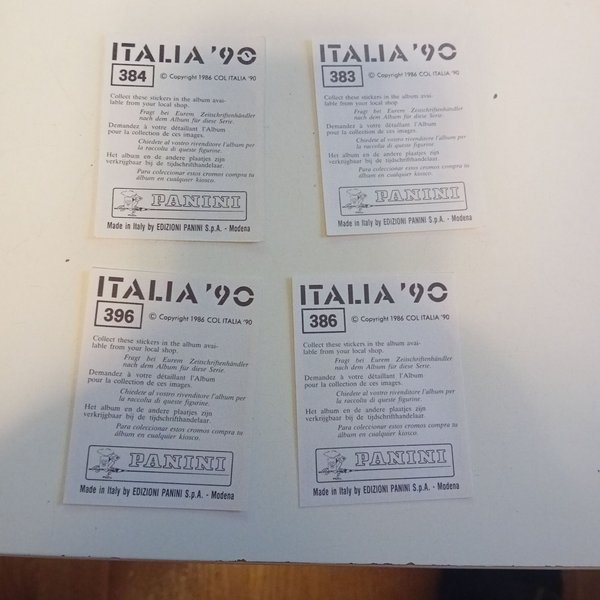 ITALIA '90
384 © Copyright 1986 COL ITALIA '90
Collect these stickers in the album avai-
lable from your local shop.
Fragt bei Eurem Zeitschriftenhändler
nach dem Album für diese Serie.
Demandez à votre détaillant l'Album
pour la collection de ces images.
Chiedete al vostro rivenditore l'album per
la raccolta di queste figurine.
Het album en de andere plaatjes zijn
verkrijgbaar bij de tijdschrifthandelaar.
Para coleccionar estos cromos compra tu
álbum en cualquier kiosco.
PANINI
Made in Italy by EDIZIONI PANINI S.p.A. - Modena
ITALIA '90
383 © Copyright 1986 COL ITALIA '90
Collect these stickers in the album avai-
lable from your local shop.
Fragt bei Eurem Zeitschriftenhändler
nach dem Album für diese Serie.
Demandez à votre détaillant l'Album
pour la collection de ces images.
Chiedete al vostro rivenditore l'album per
la raccolta di queste figurine.
Het album en de andere plaatjes zijn
verkrijgbaar bij de tijdschrifthandelaar.
Para coleccionar estos cromos compra tu
álbum en cualquier kiosco.
PANINI
Made in Italy by EDIZIONI PANINI S.p.A. - Modena
ITALIA '90
396 © Copyright 1986 COL ITALIA '90
Collect these stickers in the album avai-
lable from your local shop.
Fragt bei Eurem Zeitschriftenhändler
nach dem Album für diese Serie.
Demandez à votre détaillant l'Album
pour la collection de ces images.
Chiedete al vostro rivenditore l'album per
la raccolta di queste figurine.
Het album en de andere plaatjes zijn
verkrijgbaar bij de tijdschrifthandelaar.
Para coleccionar estos cromos compra tu
álbum en cualquier kiosco.
PANINI
Made in Italy by EDIZIONI PANINI S.p.A. - Modena
ITALIA '90
386 © Copyright 1986 COL ITALIA '90
Collect these stickers in the album avai-
lable from your local shop.
Fragt bei Eurem Zeitschriftenhändler
nach dem Album für diese Serie.
Demandez à votre détaillant l'Album
pour la collection de ces images.
Chiedete al vostro rivenditore l'album per
la raccolta di queste figurine.
Het album en de andere plaatjes zijn
verkrijgbaar bij de tijdschrifthandelaar.
Para coleccionar estos cromos compra tu
álbum en cualquier kiosco.
PANINI
Made in Italy by EDIZIONI PANINI S.p.A. - Modena